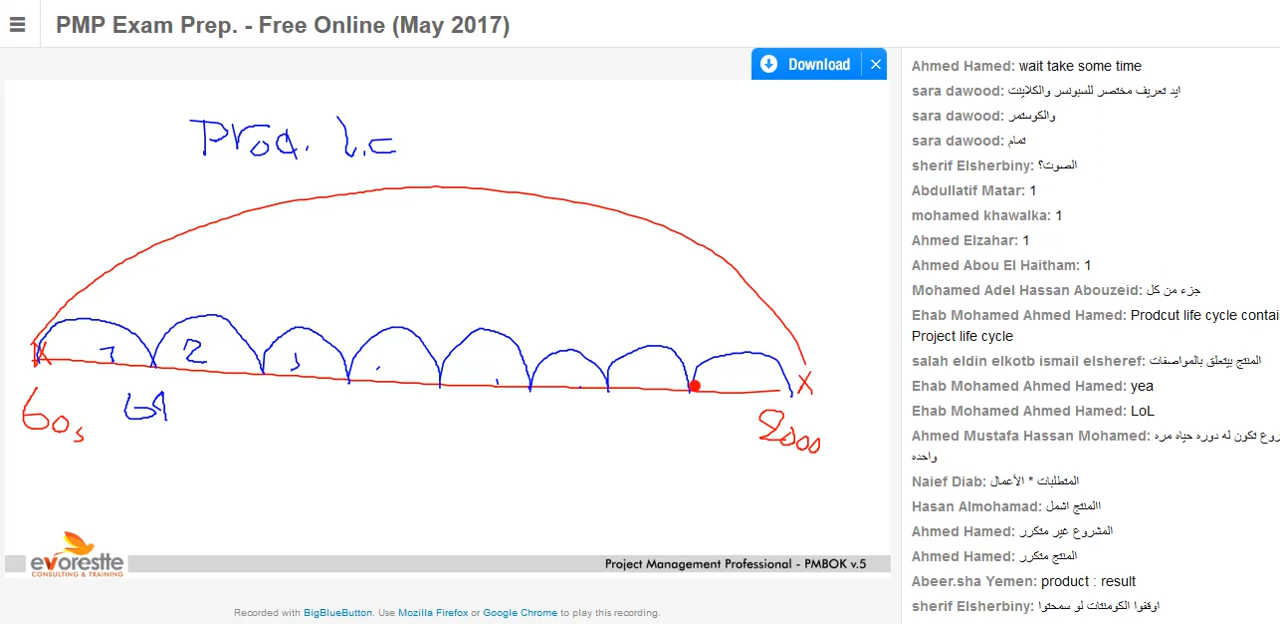 PMP Exam Prep. - Free Online (May 2017)
Download
Prod. L.C
1 2 3
60s
69
2000
evorestte
CONSULTING & TRAINING
Project Management Professional - PMBOK v.5
Recorded with BigBlueButton. Use Mozilla Firefox or Google Chrome to play this recording.
Ahmed Hamed: wait take some time
sara dawood: ايد تعريف مختصر للسبونسر والكلاينت
sara dawood: والكوستمر
sara dawood: تمام
sherif Elsherbiny: الصوت؟
Abdullatif Matar: 1
mohamed khawalka: 1
Ahmed Elzahar: 1
Ahmed Abou El Haitham: 1
Mohamed Adel Hassan Abouzeid: جزء من كل
Ehab Mohamed Ahmed Hamed: Prodcut life cycle contai
Project life cycle
salah eldin elkotb ismail elsheref: المنتج بيتعلق بالمواصفات
Ehab Mohamed Ahmed Hamed: yea
Ehab Mohamed Ahmed Hamed: LoL
Ahmed Mustafa Hassan Mohamed: روع تكون له دوره حياه مره
واحده
Naief Diab: المتطلبات * الأعمال
Hasan Almohamad: االمنتج اشمل
Ahmed Hamed: المشروع غير متكرر
Ahmed Hamed: المنتج متكرر
Abeer.sha Yemen: product : result
sherif Elsherbiny: اوقفوا الكومنتات لو سمحتوا